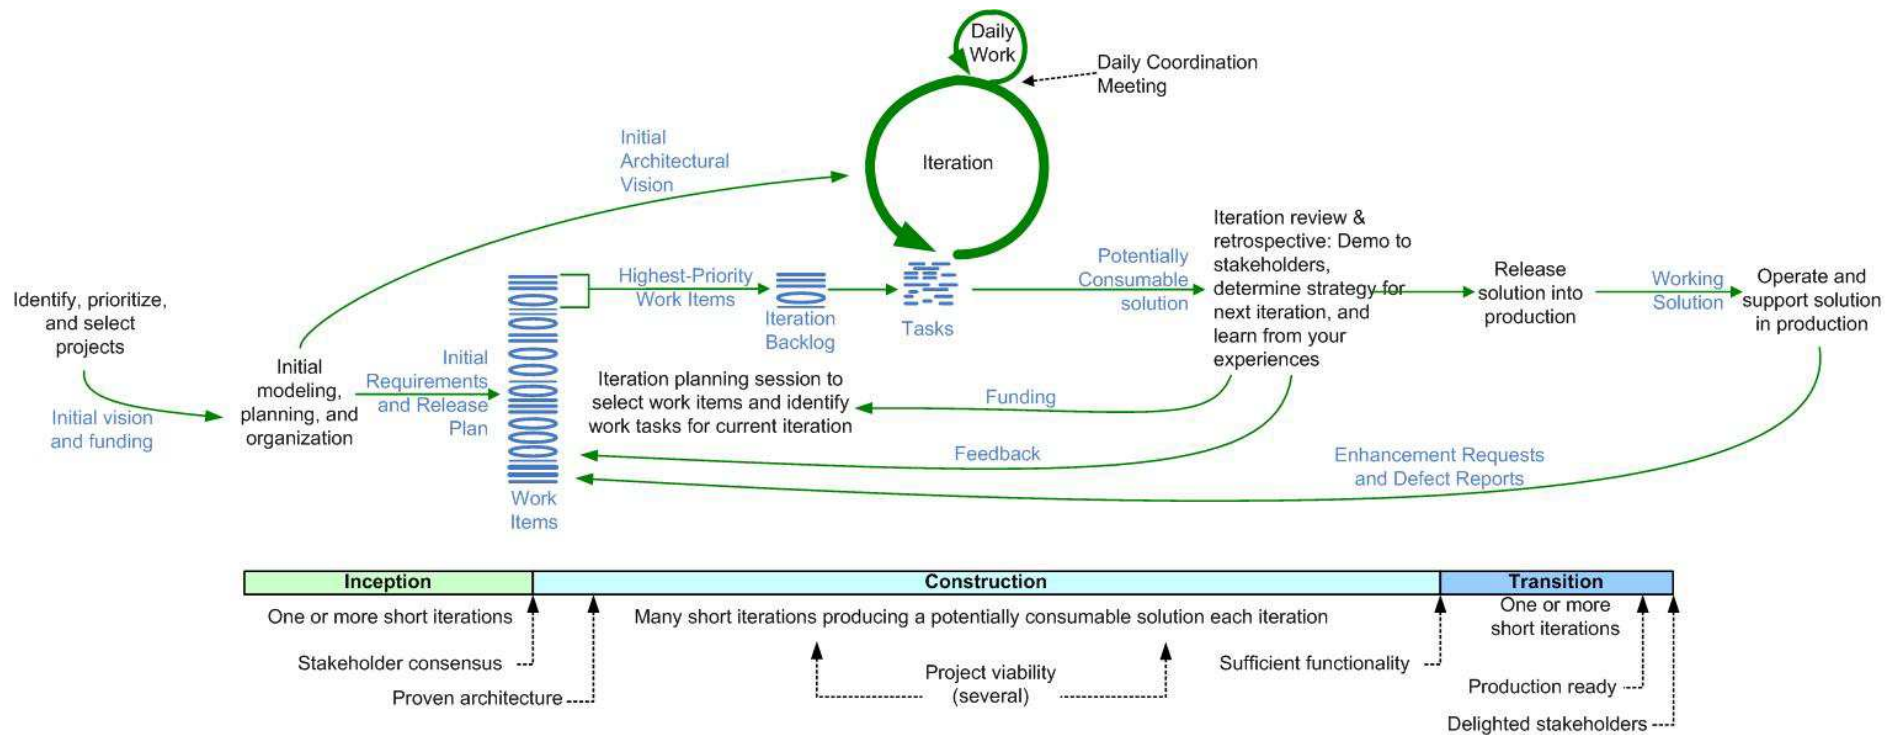 Daily
Work
Daily Coordination
Meeting
Initial
Architectural
Vision
Iteration
Identify, prioritize,
and select
projects
Initial vision
and funding
Initial
modeling,
planning, and
organization
Initial
Requirements
and Release
Plan
Work
Items
Highest-Priority
Work Items
Iteration
Backlog
Tasks
Potentially
Consumable
solution
Iteration review &
retrospective: Demo to
stakeholders,
determine strategy for
next iteration, and
learn from your
experiences
Release
solution into
production
Working
Solution
Operate and
support solution
in production
Iteration planning session to
select work items and identify
work tasks for current iteration
Funding
Feedback
Enhancement Requests
and Defect Reports
Inception
Construction
Transition
One or more short iterations
Many short iterations producing a potentially consumable solution each iteration
One or more
short iterations
Stakeholder consensus
Proven architecture
Project viability
(several)
Sufficient functionality
Production ready
Delighted stakeholders